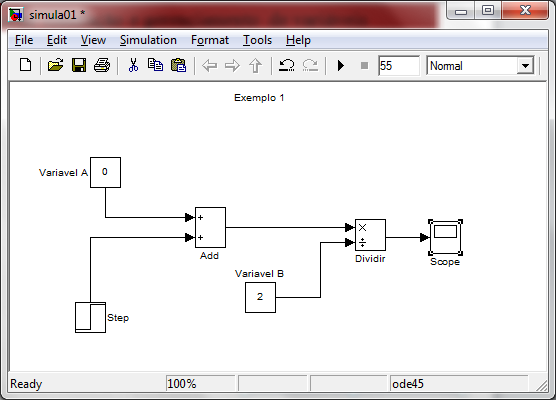 simula01 *
File Edit View Simulation Format Tools Help
55 Normal
Exemplo 1
Variavel A 0
+
+
Add
×
÷
Dividir
Scope
Variavel B
2
Step
Ready 100% ode45